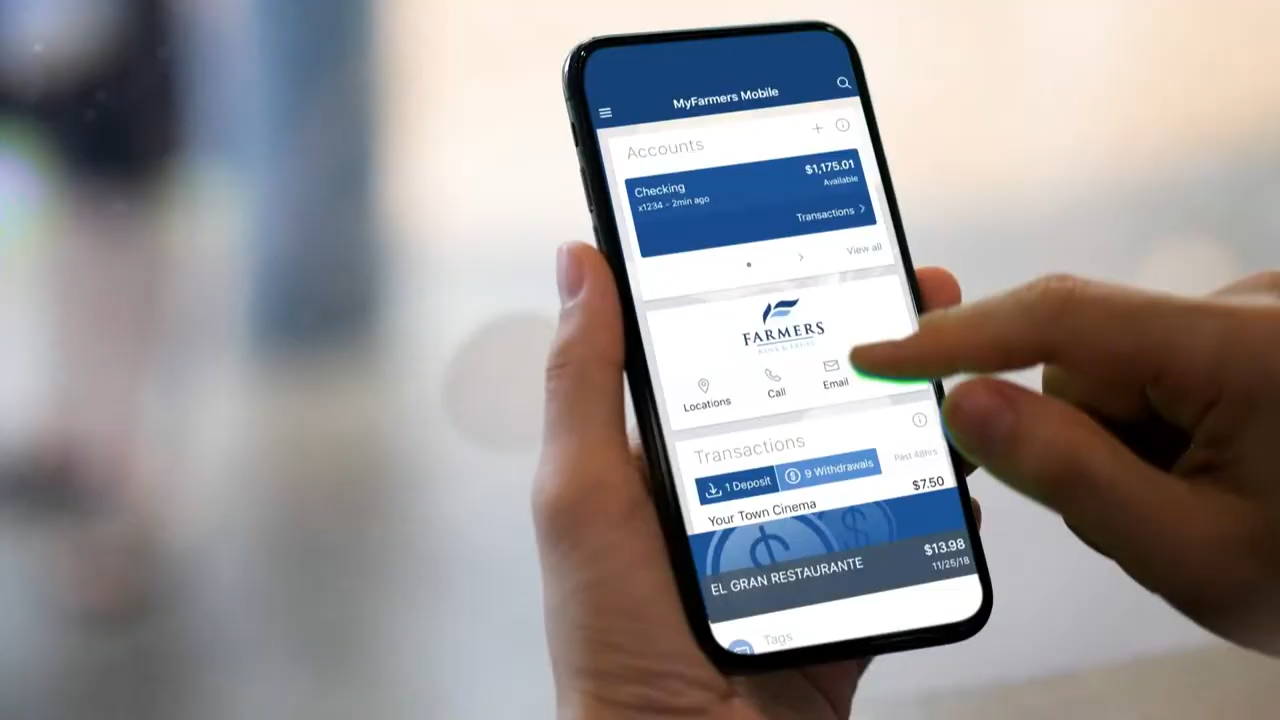 MyFarmers Mobile
Accounts
Checking
$1,175.01
x1234 - 2min ago
Available
Transactions
View all
FARMERS
BANK & TRUST
Locations
Call
Email
Transactions
1 Deposit
9 Withdrawals
Past 48hrs
Your Town Cinema
$7.50
EL GRAN RESTAURANTE
$13.98
11/25/18
Tags